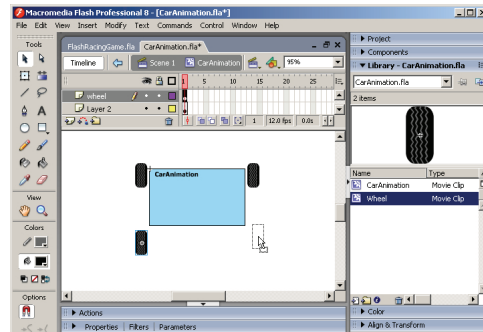 Macromedia Flash Professional 8 - [CarAnimation.fla*]
File Edit View Insert Modify Text Commands Control Window Help
Tools
View
Colors
Options
FlashRacingGame.fla CarAnimation.fla*
Timeline Scene 1 CarAnimation 95%
1 5 10 15 20 25
wheel
Layer 2
1 12.0 fps 0.0s
CarAnimation
Actions
Properties Filters Parameters
Project
Components
Library - CarAnimation.fla
CarAnimation.fla
2 items
Name Type
CarAnimation Movie Clip
Wheel Movie Clip
Color
Align & Transform